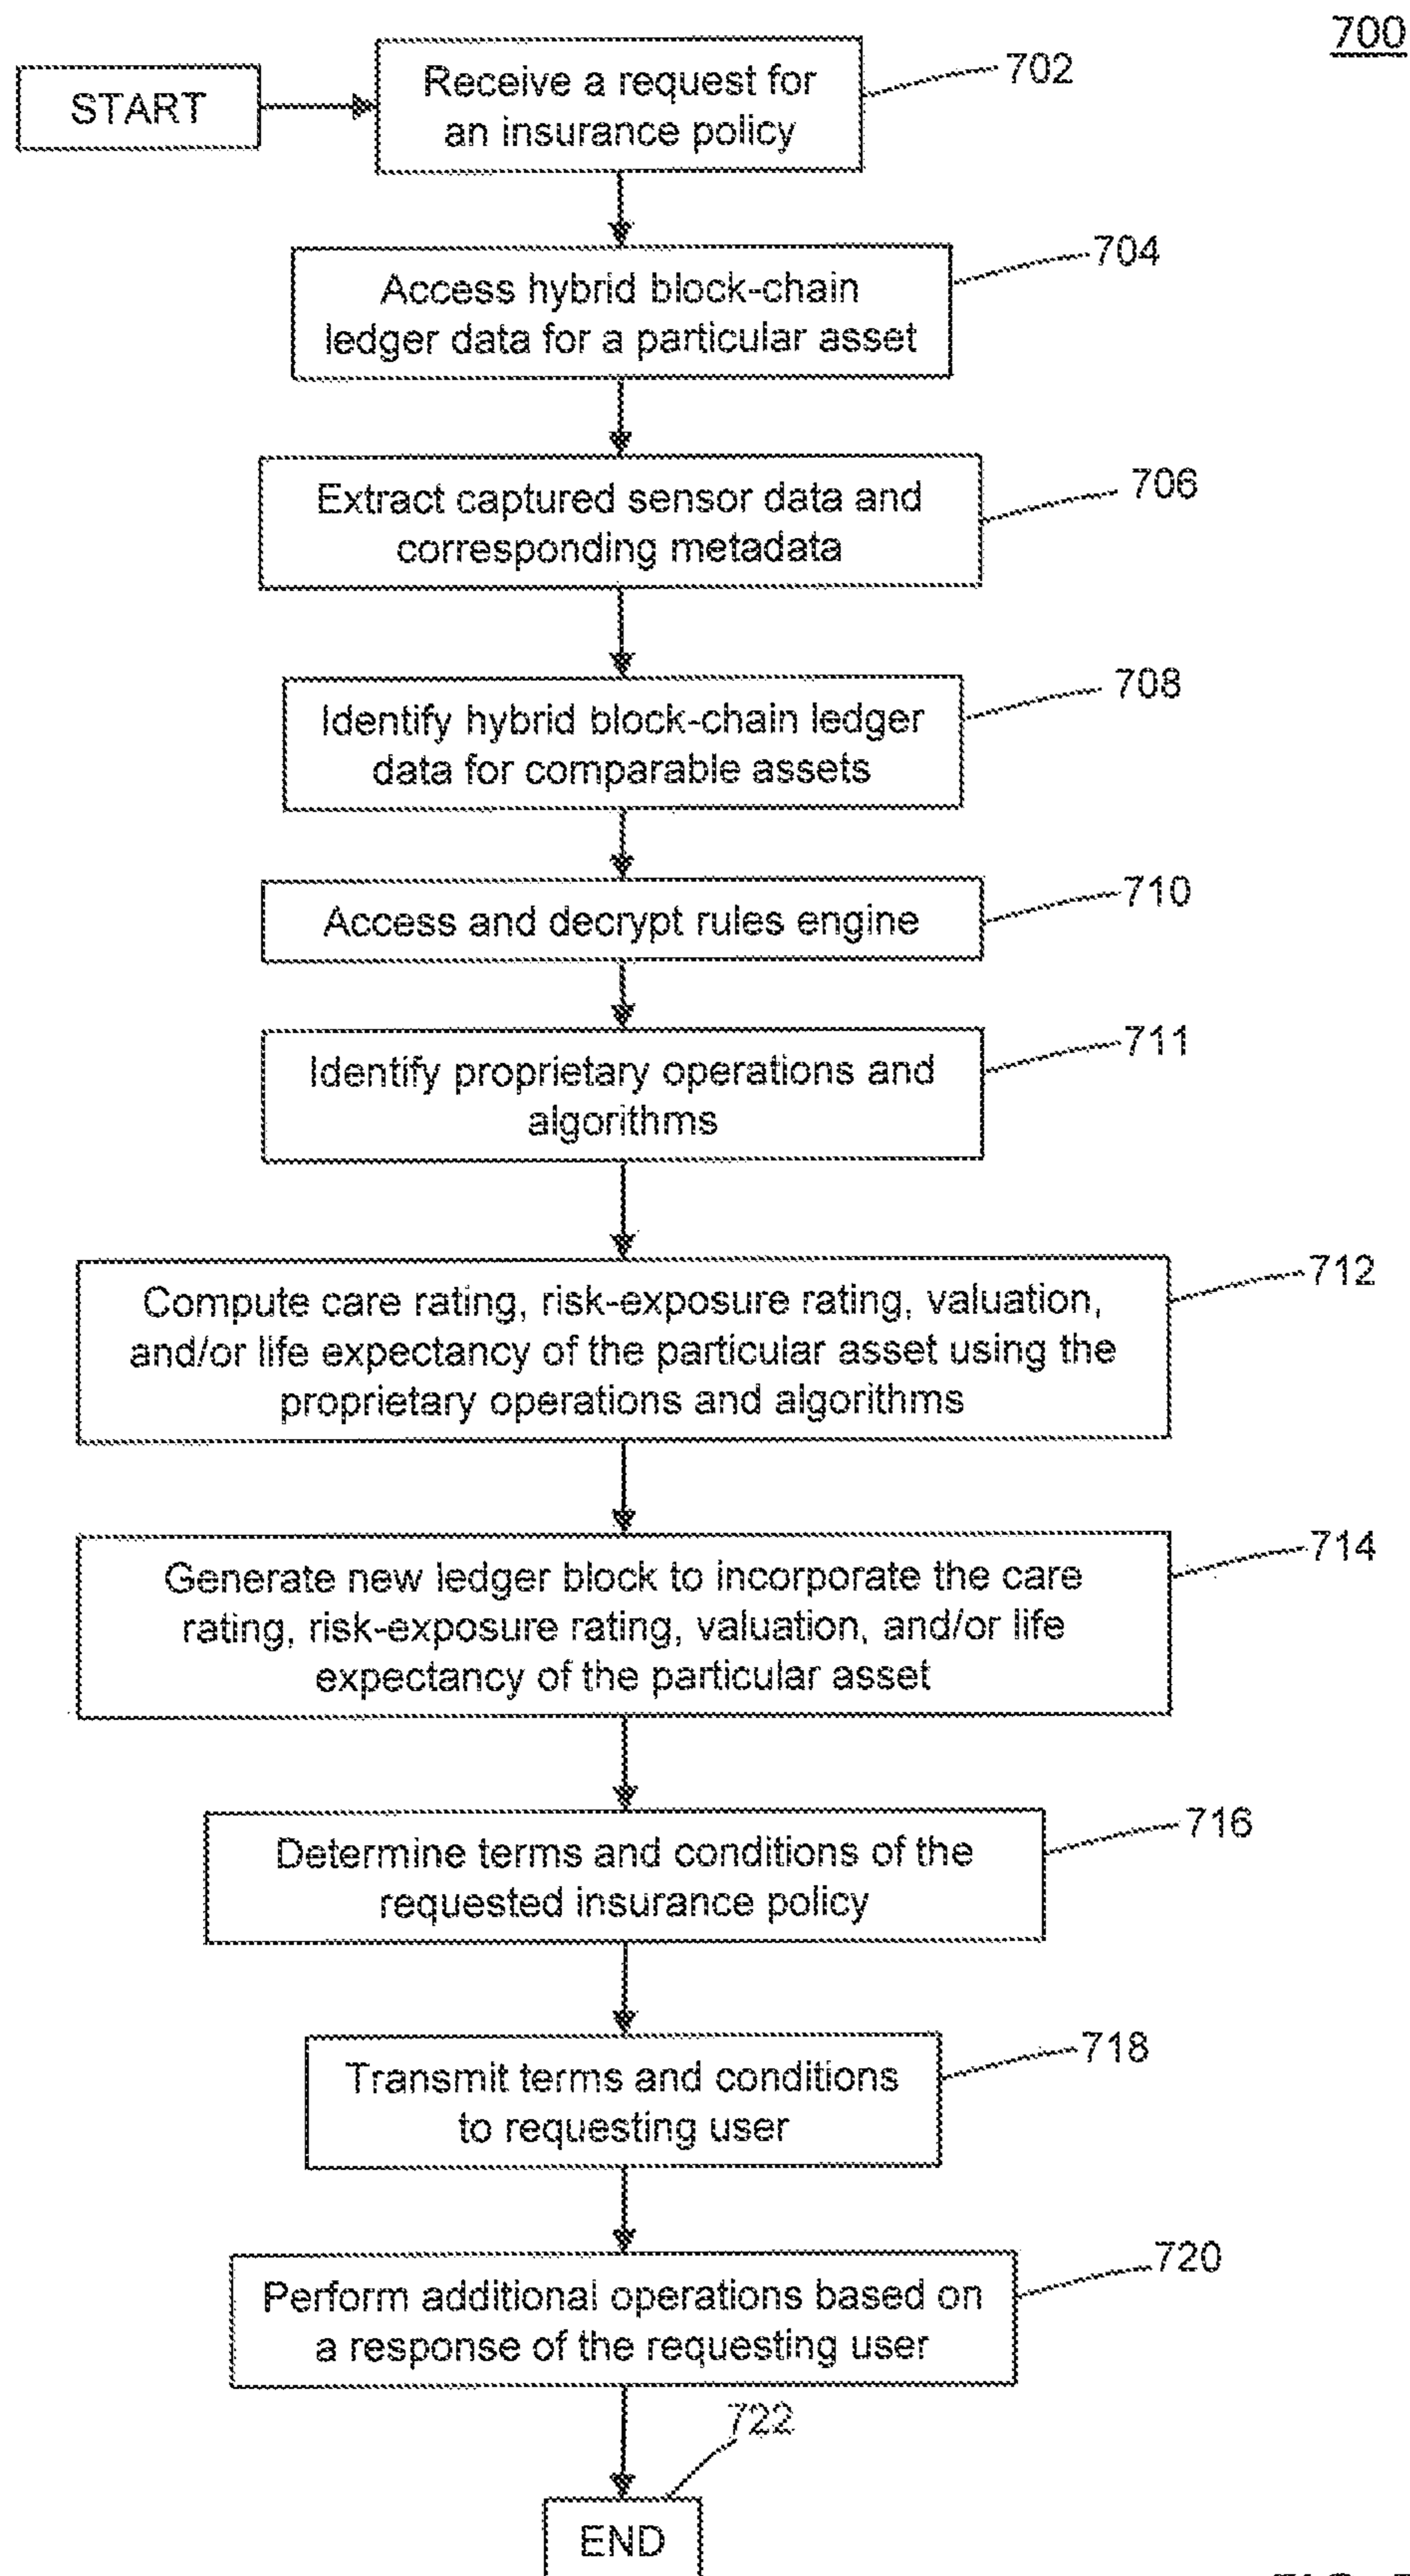 700
START
Receive a request for
an insurance policy
702
Access hybrid block-chain
ledger data for a particular asset
704
Extract captured sensor data and
corresponding metadata
706
Identify hybrid block-chain ledger
data for comparable assets
708
Access and decrypt rules engine
710
Identify proprietary operations and
algorithms
711
Compute care rating, risk-exposure rating, valuation,
and/or life expectancy of the particular asset using the
proprietary operations and algorithms
712
Generate new ledger block to incorporate the care
rating, risk-exposure rating, valuation, and/or life
expectancy of the particular asset
714
Determine terms and conditions of the
requested insurance policy
716
Transmit terms and conditions
to requesting user
718
Perform additional operations based on
a response of the requesting user
720
722
END